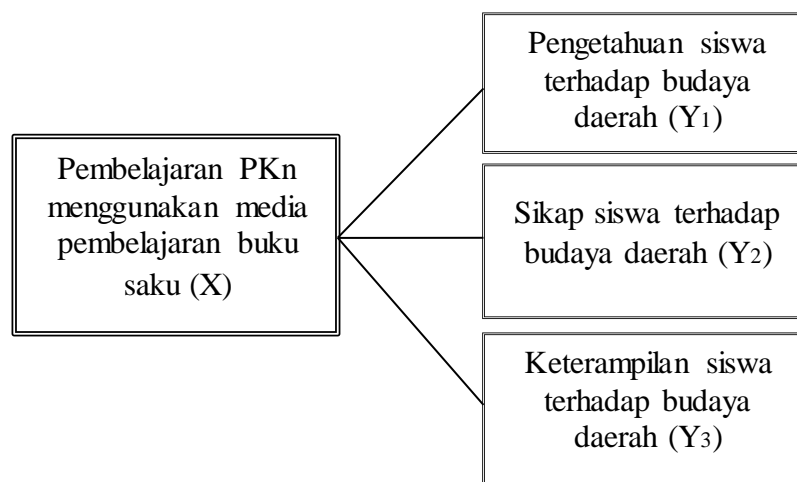 Pembelajaran PKn
menggunakan media
pembelajaran buku
saku (X)
Pengetahuan siswa
terhadap budaya
daerah (Y1)
Sikap siswa terhadap
budaya daerah (Y2)
Keterampilan siswa
terhadap budaya
daerah (Y3)